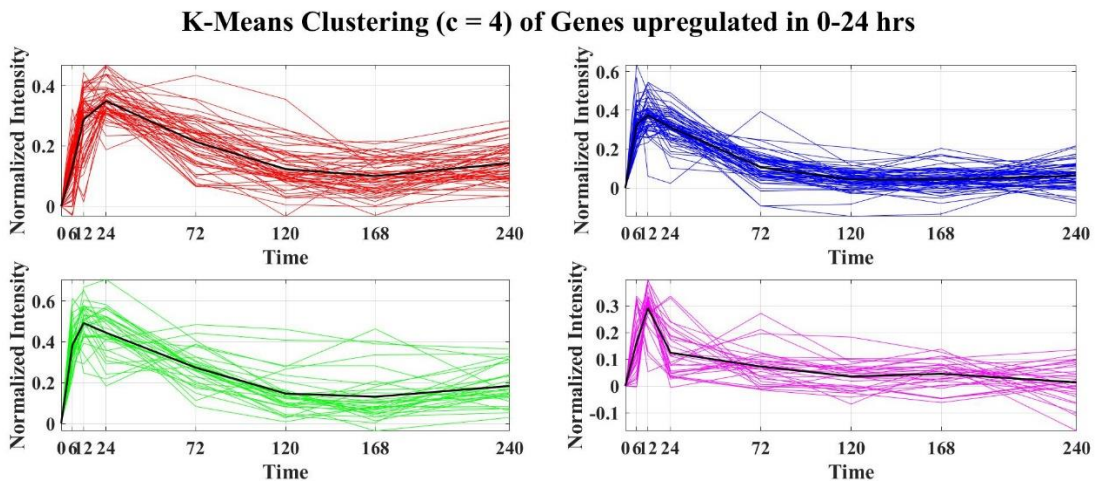 K-Means Clustering (c = 4) of Genes upregulated in 0-24 hrs
Normalized Intensity
0.4
0.2
0
0 6 12 24 72 120 168 240
Time
Normalized Intensity
0.6
0.4
0.2
0
0 6 12 24 72 120 168 240
Time
Normalized Intensity
0.6
0.4
0.2
0
0 6 12 24 72 120 168 240
Time
Normalized Intensity
0.3
0.2
0.1
0
-0.1
0 6 12 24 72 120 168 240
Time